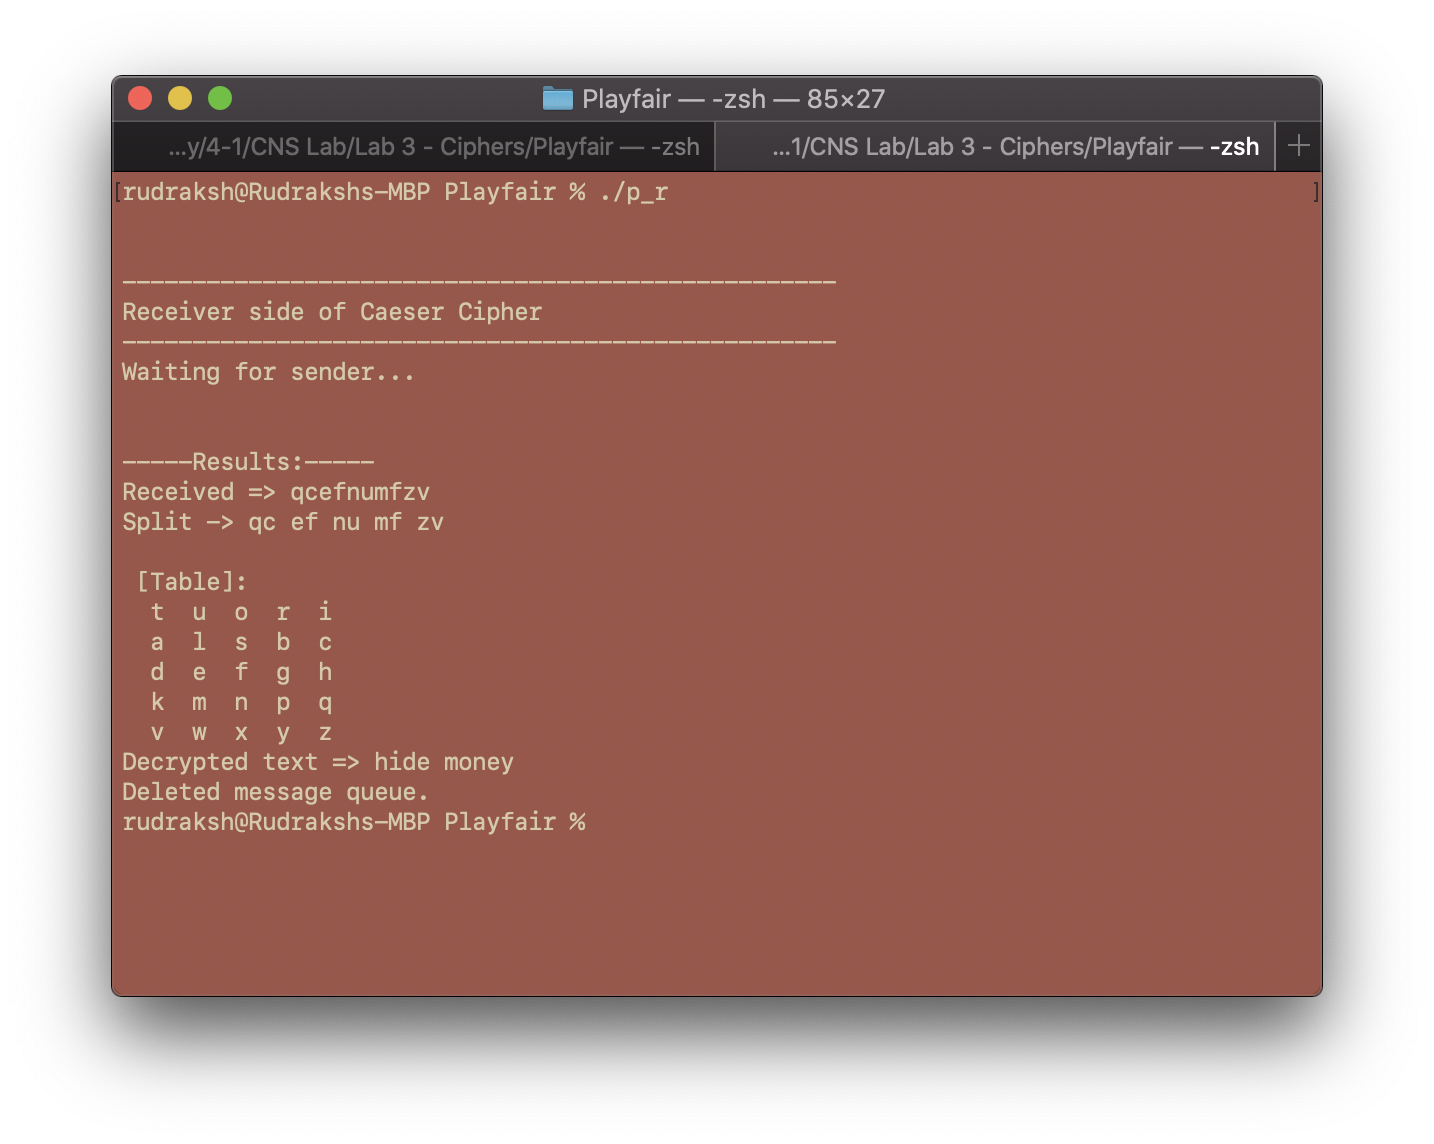 Playfair — -zsh — 85×27
...y/4-1/CNS Lab/Lab 3 - Ciphers/Playfair — -zsh
...1/CNS Lab/Lab 3 - Ciphers/Playfair — -zsh
+
[rudraksh@Rudrakshs-MBP Playfair % ./p_r ]
---------------------------------------------------
Receiver side of Caeser Cipher
---------------------------------------------------
Waiting for sender...
-----Results:-----
Received => qcefnumfzv
Split -> qc ef nu mf zv
[Table]:
t u o r i
a l s b c
d e f g h
k m n p q
v w x y z
Decrypted text => hide money
Deleted message queue.
rudraksh@Rudrakshs-MBP Playfair %